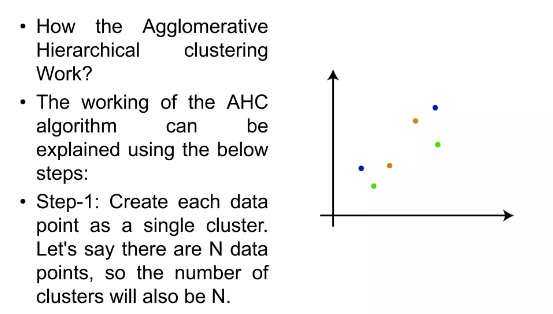 • How the Agglomerative
Hierarchical clustering
Work?
• The working of the AHC
algorithm can be
explained using the below
steps:
• Step-1: Create each data
point as a single cluster.
Let's say there are N data
points, so the number of
clusters will also be N.